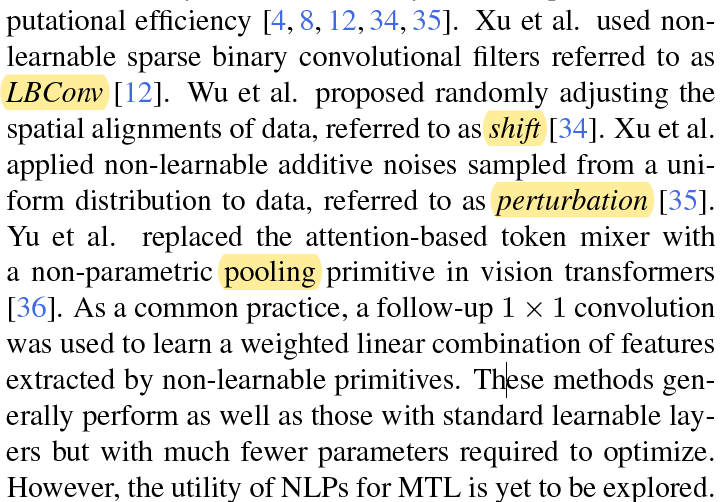 putational efficiency [4, 8, 12, 34, 35]. Xu et al. used non-
learnable sparse binary convolutional filters referred to as
LBConv [12]. Wu et al. proposed randomly adjusting the
spatial alignments of data, referred to as shift [34]. Xu et al.
applied non-learnable additive noises sampled from a uni-
form distribution to data, referred to as perturbation [35].
Yu et al. replaced the attention-based token mixer with
a non-parametric pooling primitive in vision transformers
[36]. As a common practice, a follow-up 1 × 1 convolution
was used to learn a weighted linear combination of features
extracted by non-learnable primitives. These methods gen-
erally perform as well as those with standard learnable lay-
ers but with much fewer parameters required to optimize.
However, the utility of NLPs for MTL is yet to be explored.